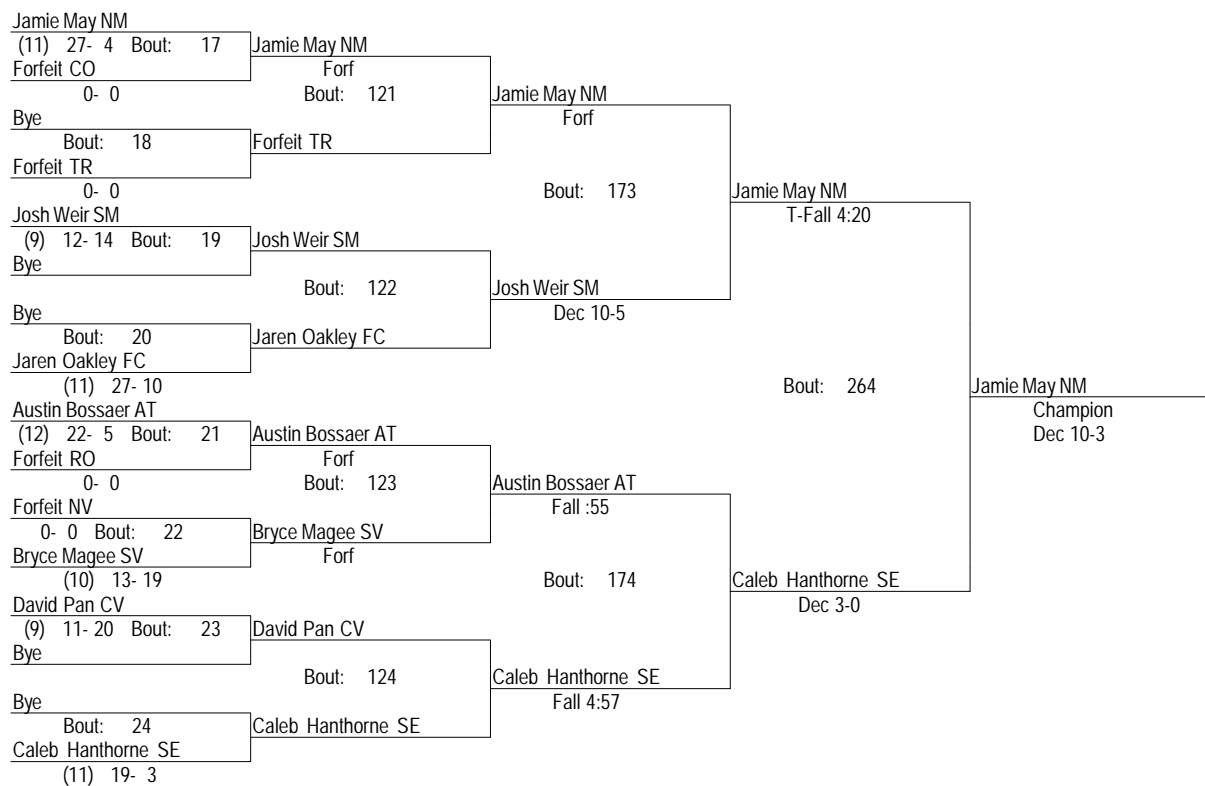 Jamie May NM
(11) 27- 4 Bout: 17
Jamie May NM
Forfeit CO
Forf
0- 0
Bout: 121
Jamie May NM
Bye
Forf
Bout: 18
Forfeit TR
Forfeit TR
0- 0
Bout: 173
Jamie May NM
Josh Weir SM
T-Fall 4:20
(9) 12- 14 Bout: 19
Josh Weir SM
Bye
Bout: 122
Josh Weir SM
Bye
Dec 10-5
Bout: 20
Jaren Oakley FC
Jaren Oakley FC
(11) 27- 10
Bout: 264
Jamie May NM
Austin Bossaer AT
Champion
(12) 22- 5 Bout: 21
Austin Bossaer AT
Dec 10-3
Forfeit RO
Forf
0- 0
Bout: 123
Austin Bossaer AT
Forfeit NV
Fall :55
0- 0 Bout: 22
Bryce Magee SV
Bryce Magee SV
Forf
(10) 13- 19
Bout: 174
Caleb Hanthorne SE
David Pan CV
Dec 3-0
(9) 11- 20 Bout: 23
David Pan CV
Bye
Bout: 124
Caleb Hanthorne SE
Bye
Fall 4:57
Bout: 24
Caleb Hanthorne SE
Caleb Hanthorne SE
(11) 19- 3